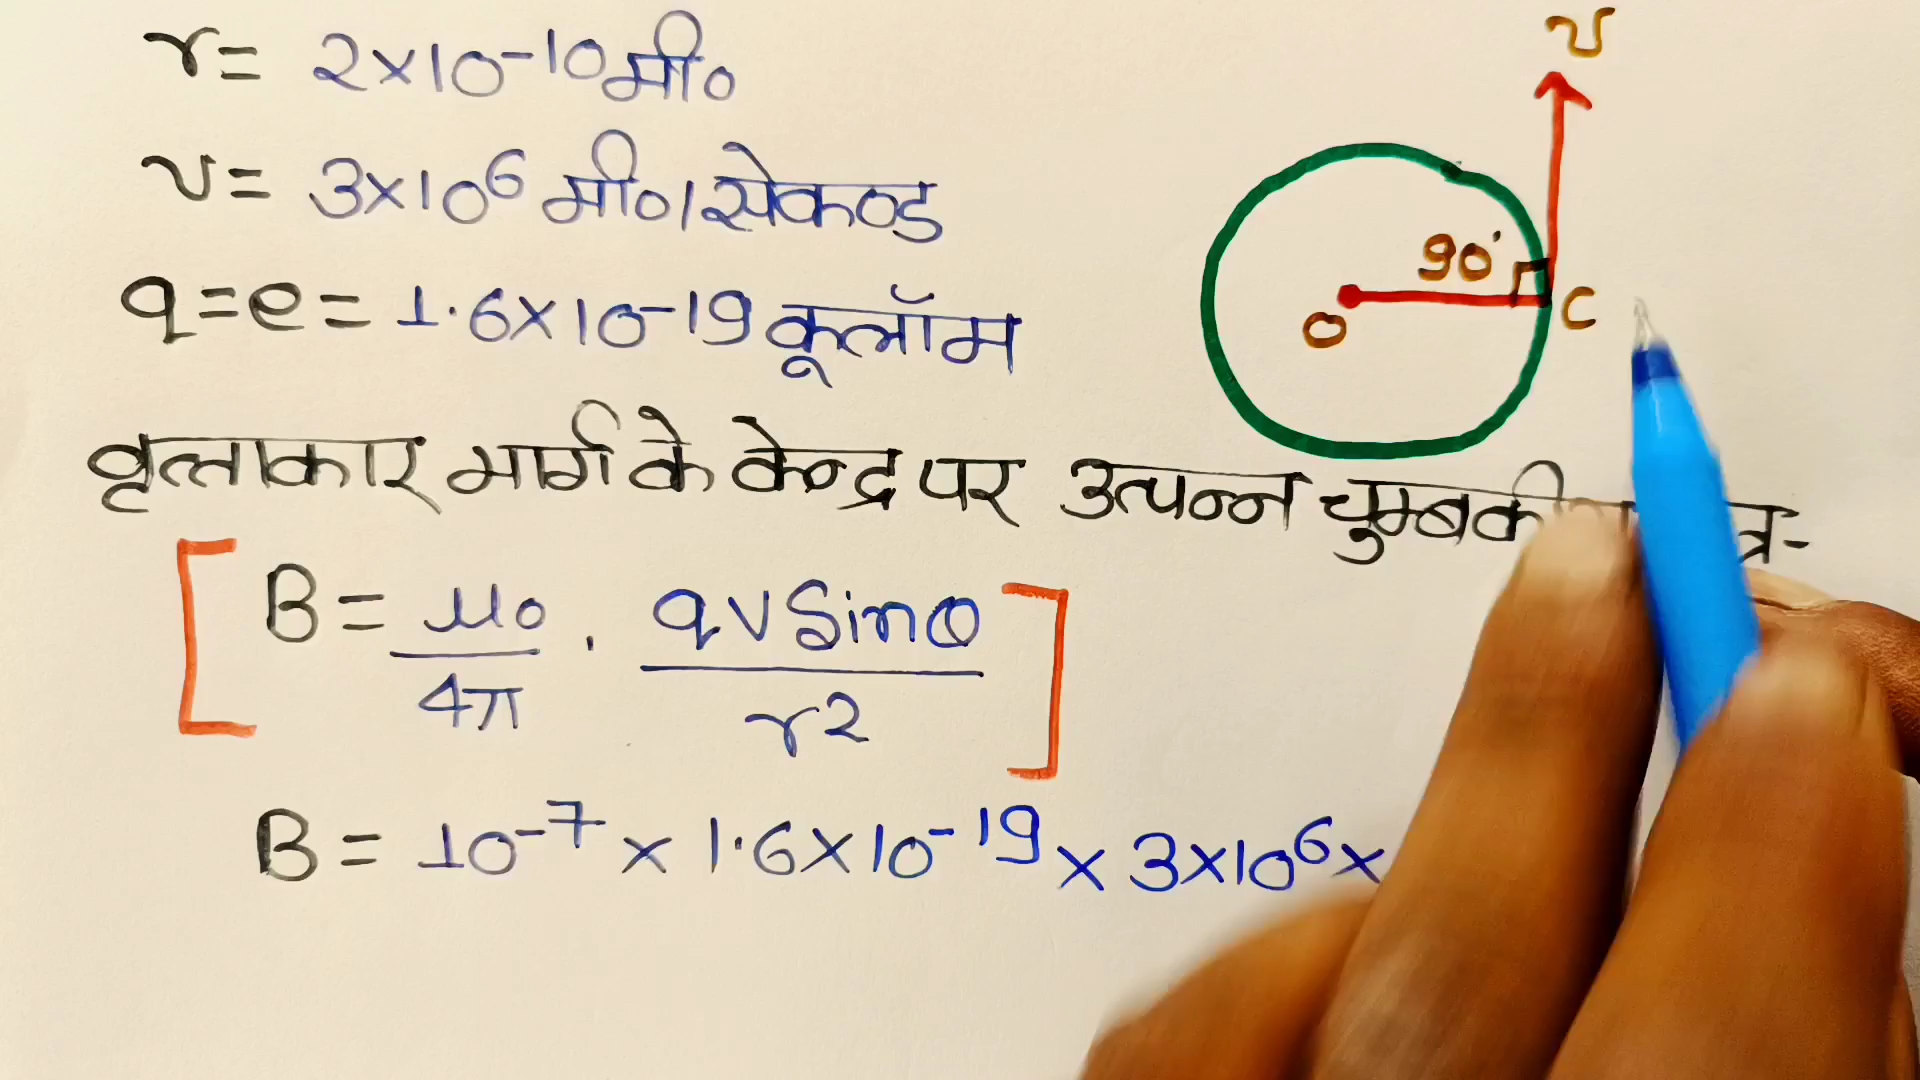 r = 2×10⁻¹⁰ मी०
v = 3×10⁶ मी०/सेकण्ड
q = e = 1.6×10⁻¹⁹ कूलॉम
v
90°
O
C
वृत्ताकार मार्ग के केन्द्र पर उत्पन्न
[B = μ₀/4π . qv Sinθ/r²]
B = 10⁻⁷ × 1.6×10⁻¹⁹ × 3×10⁶ ×